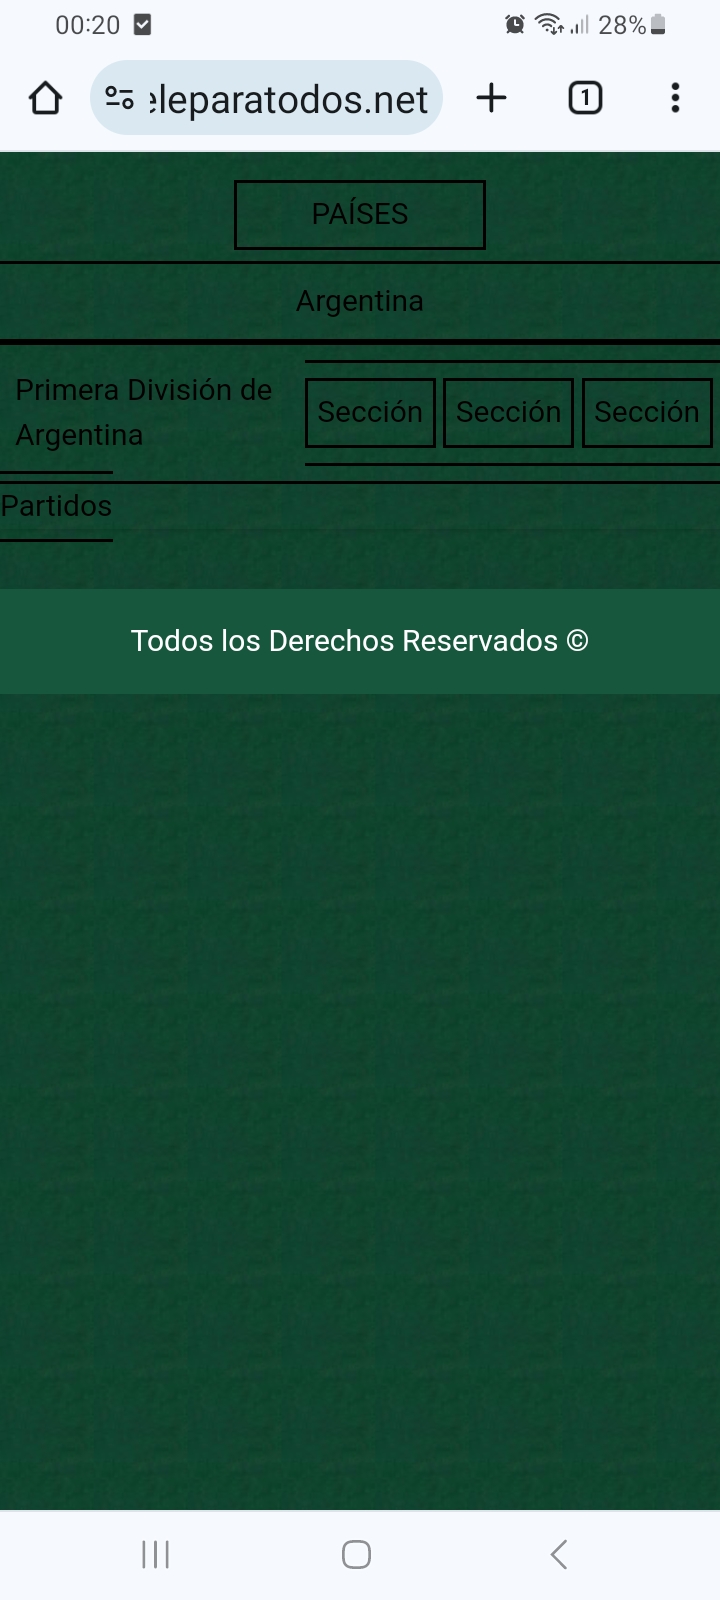 00:20 28%
eleparatodos.net 1
PAÍSES
Argentina
Primera División de
Argentina
Sección Sección Sección
Partidos
Todos los Derechos Reservados ©